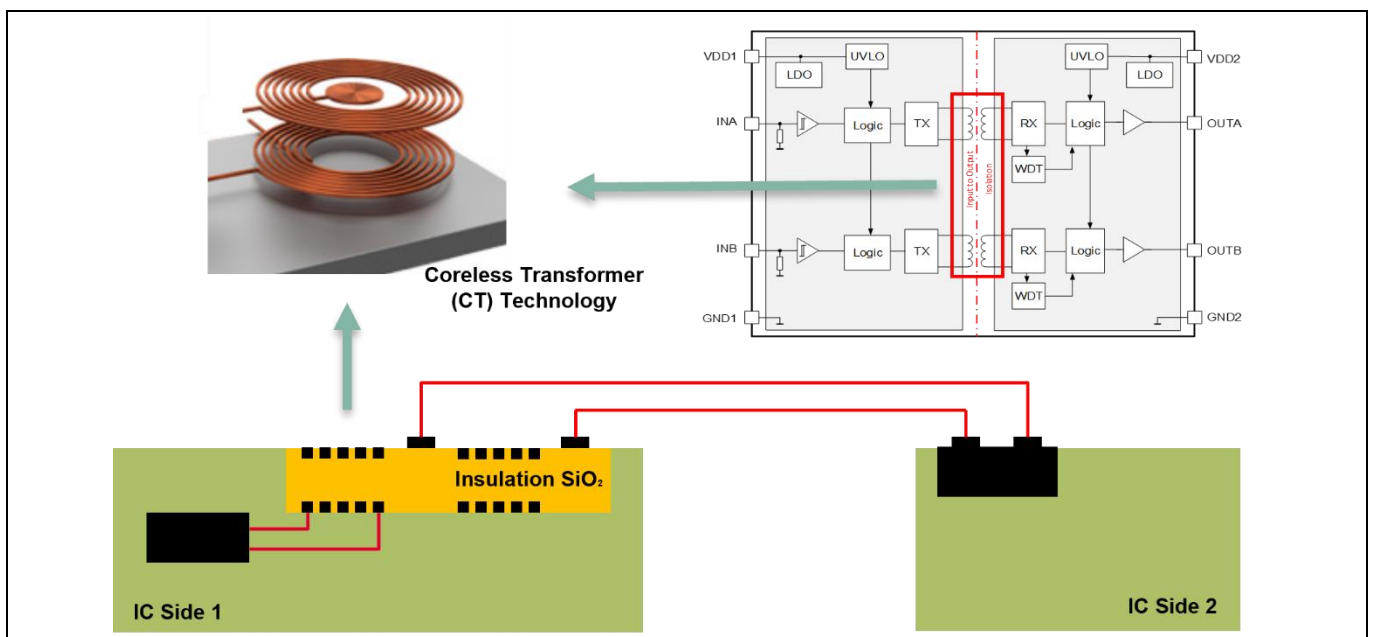 VDD1
UVLO
LDO
UVLO
LDO
VDD2
INA
Logic
TX
Input to Output
Isolation
RX
Logic
OUTA
WDT
INB
Logic
TX
RX
Logic
OUTB
WDT
GND1
GND2
Coreless Transformer
(CT) Technology
Insulation SiO₂
IC Side 1
IC Side 2